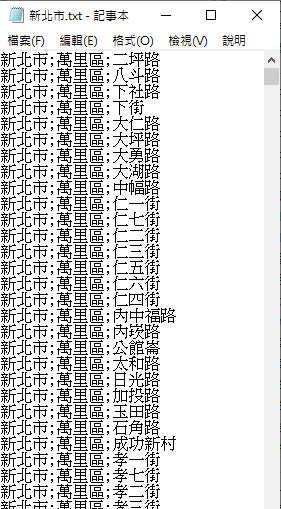 新北市.txt - 記事本
檔案(F) 編輯(E) 格式(O) 檢視(V) 說明
新北市;萬里區;二坪路
新北市;萬里區;八斗路
新北市;萬里區;下社路
新北市;萬里區;下街
新北市;萬里區;大仁路
新北市;萬里區;大坪路
新北市;萬里區;大勇路
新北市;萬里區;大湖路
新北市;萬里區;中幅路
新北市;萬里區;仁一街
新北市;萬里區;仁七街
新北市;萬里區;仁二街
新北市;萬里區;仁三街
新北市;萬里區;仁五街
新北市;萬里區;仁六街
新北市;萬里區;仁四街
新北市;萬里區;內中福路
新北市;萬里區;內崁路
新北市;萬里區;公館崙
新北市;萬里區;太和路
新北市;萬里區;日光路
新北市;萬里區;加投路
新北市;萬里區;玉田路
新北市;萬里區;石角路
新北市;萬里區;成功新村
新北市;萬里區;孝一街
新北市;萬里區;孝七街
新北市;萬里區;孝二街
新北市;萬里區;孝三街